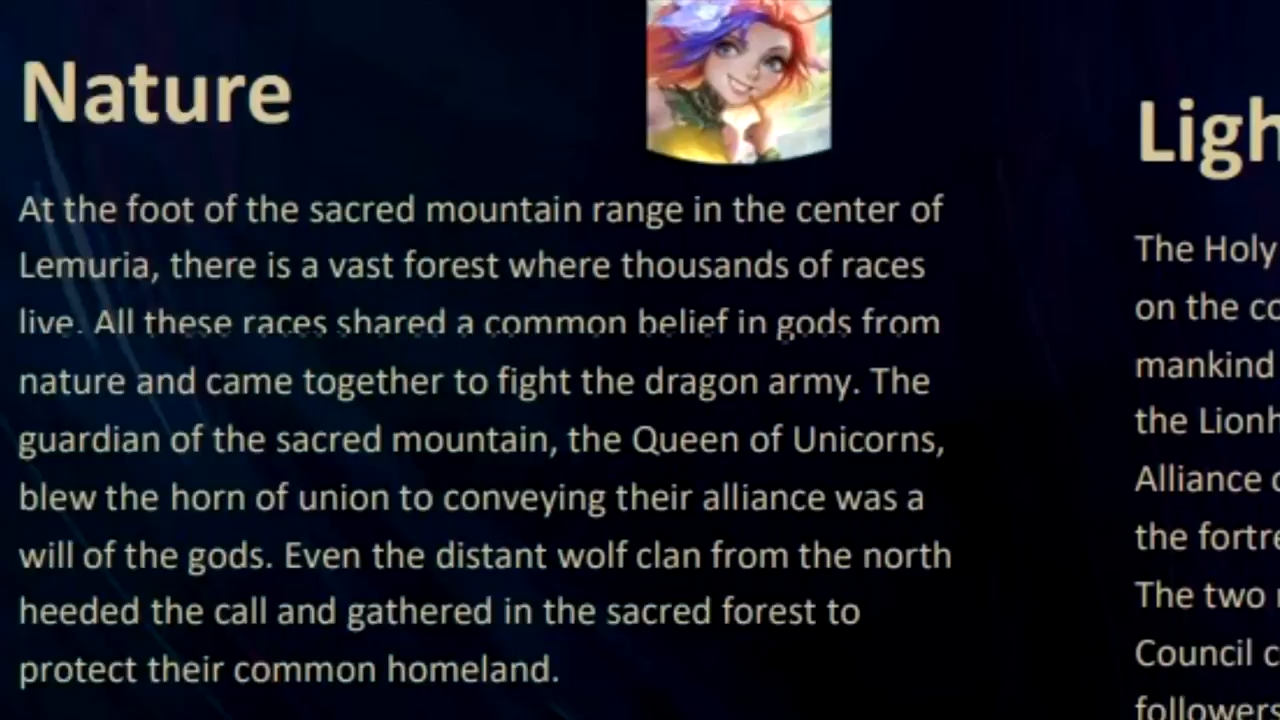 Nature
At the foot of the sacred mountain range in the center of
Lemuria, there is a vast forest where thousands of races
live. All these races shared a common belief in gods from
nature and came together to fight the dragon army. The
guardian of the sacred mountain, the Queen of Unicorns,
blew the horn of union to conveying their alliance was a
will of the gods. Even the distant wolf clan from the north
heeded the call and gathered in the sacred forest to
protect their common homeland.
The Holy
on the
mankind
the
Alliance
the
The two
Council
followers